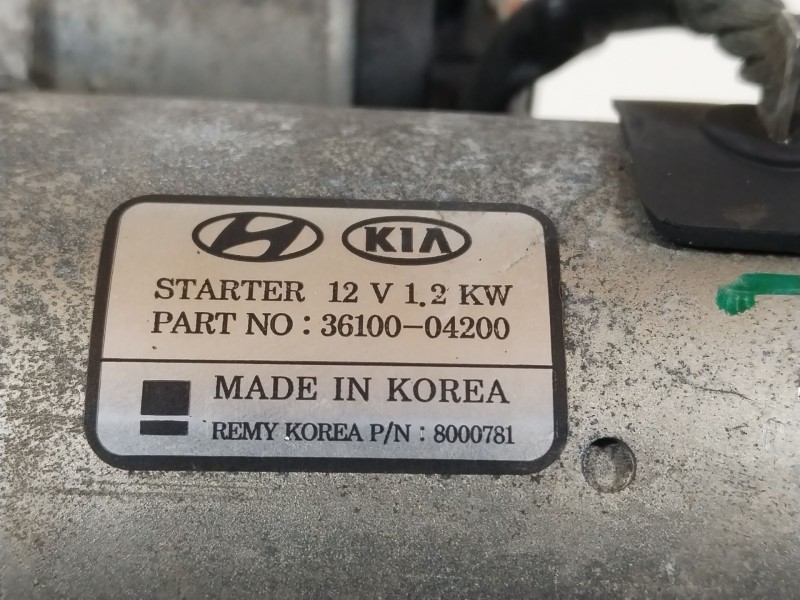 KIA
STARTER 12 V 1.2 KW
PART NO : 36100-04200
MADE IN KOREA
REMY KOREA P/N : 8000781